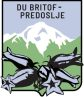 DU BRITOF -
PREDOSLJE